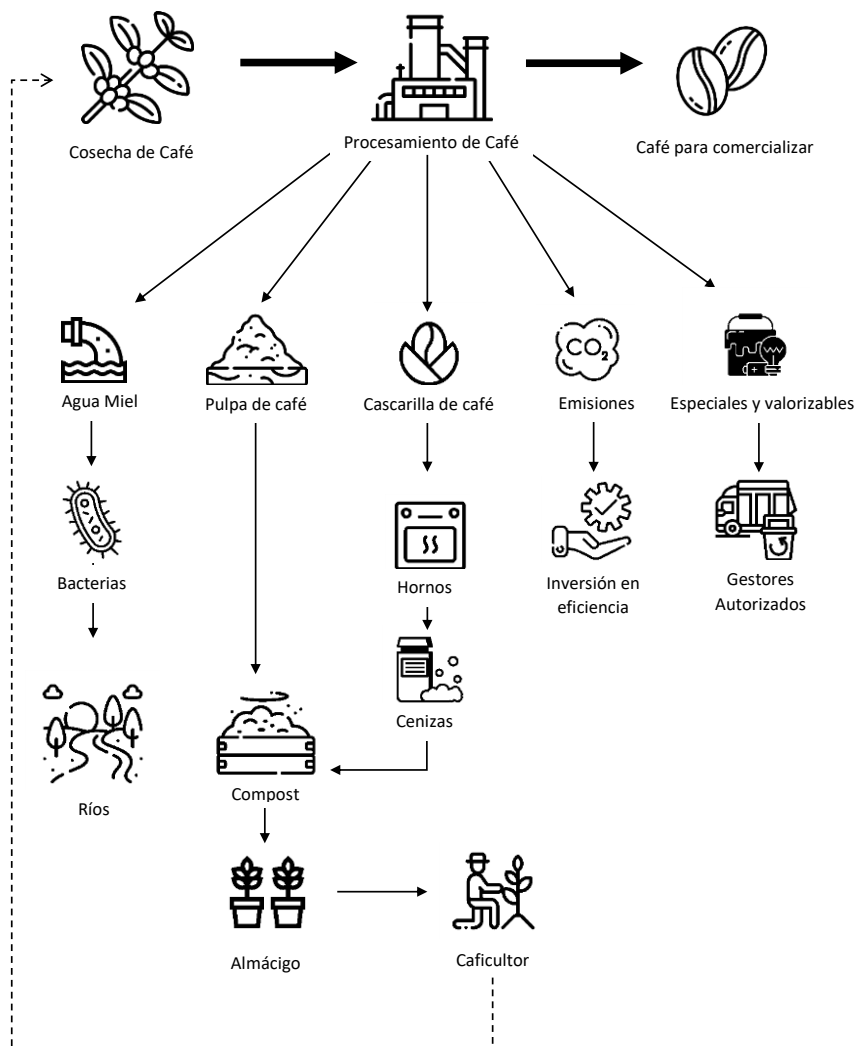 Cosecha de Café
Procesamiento de Café
Café para comercializar
Agua Miel
Pulpa de café
Cascarilla de café
CO2
Emisiones
Especiales y valorizables
Bacterias
Hornos
Inversión en
eficiencia
Gestores
Autorizados
Cenizas
Ríos
Compost
Almácigo
Caficultor